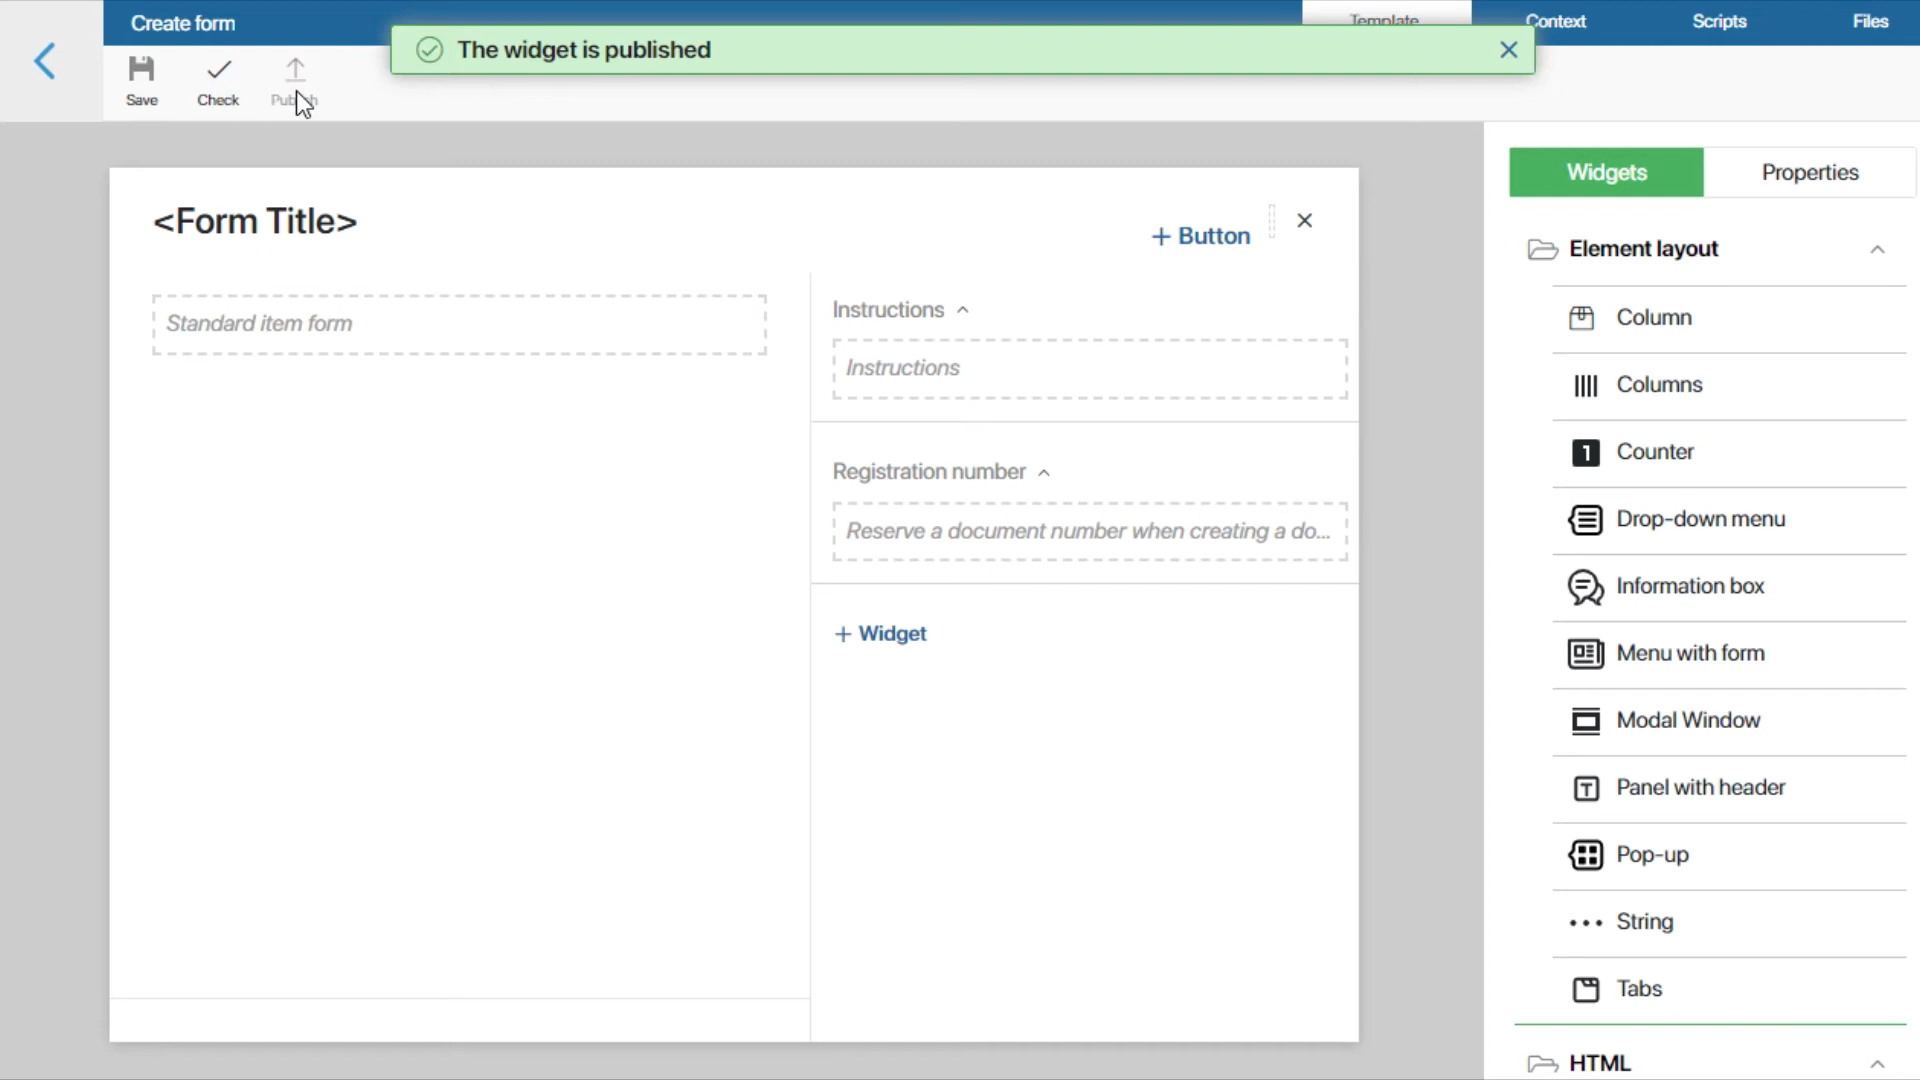 Create form
Template
Context
Scripts
Files
The widget is published
Save
Check
Widgets
Properties
<Form Title>
+ Button
Element layout
Standard item form
Instructions
Instructions
Column
Columns
Counter
Registration number
Reserve a document number when creating a do...
Drop-down menu
Information box
+ Widget
Menu with form
Modal Window
Panel with header
Pop-up
String
Tabs
HTML